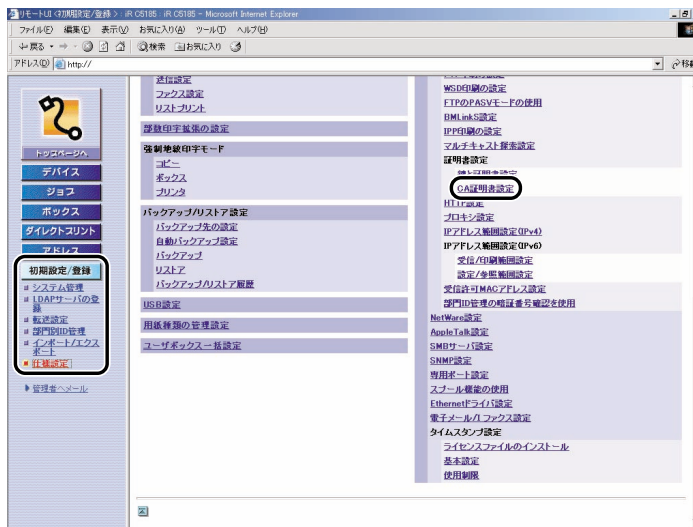 リモートUI <初期設定/登録> : iR C5185 : iR C5185 - Microsoft Internet Explorer
ファイル(F) 編集(E) 表示(V) お気に入り(A) ツール(T) ヘルプ(H)
戻る 検索 お気に入り
アドレス(D) http:// 移動
トップページへ
デバイス
ジョブ
ボックス
ダイレクトプリント
アドレス
初期設定/登録
システム管理
LDAPサーバの登
録
転送設定
部門別ID管理
インポート/エクス
ポート
仕様設定
管理者へメール
送信設定
ファクス設定
リストプリント
部数印字拡張の設定
強制地紋印字モード
コピー
ボックス
プリンタ
バックアップ/リストア設定
バックアップ先の設定
自動バックアップ設定
バックアップ
リストア
バックアップ/リストア履歴
USB設定
用紙種類の管理設定
ユーザボックス一括設定
WSD印刷の設定
FTPのPASVモードの使用
BMLinkS設定
IPP印刷の設定
マルチキャスト探索設定
証明書設定
鍵と証明書設定
CA証明書設定
HTTP設定
プロキシ設定
IPアドレス範囲設定(IPv4)
IPアドレス範囲設定(IPv6)
受信/印刷範囲設定
設定/参照範囲設定
受信許可MACアドレス設定
部門ID管理の暗証番号確認を使用
NetWare設定
AppleTalk設定
SMBサーバ設定
SNMP設定
専用ポート設定
スプール機能の使用
Ethernetドライバ設定
電子メール/Iファクス設定
タイムスタンプ設定
ライセンスファイルのインストール
基本設定
使用制限